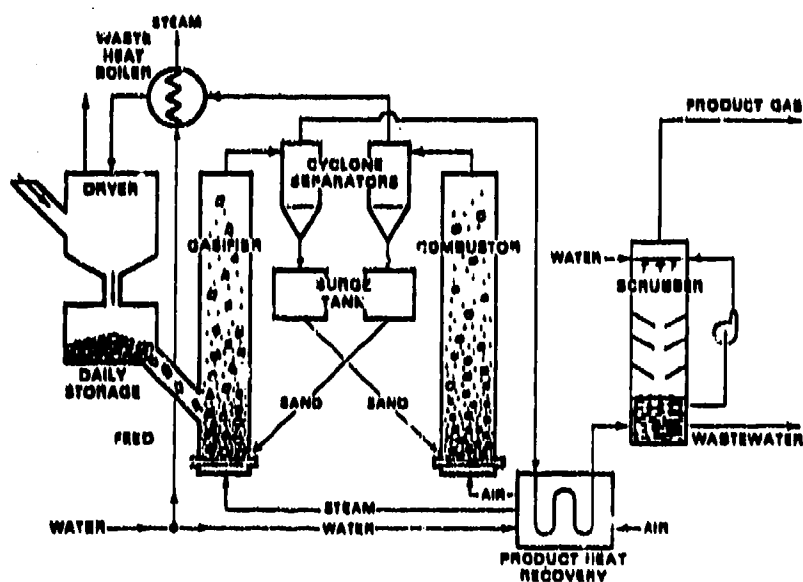 STEAM
WASTE
HEAT
BOILER
PRODUCT GAS
DRYER
CYCLONE
SEPARATORS
GASIFIER
COMBUSTOR
WATER
SCRUBBER
SURGE
TANK
DAILY
STORAGE
SAND
SAND
FEED
WASTEWATER
AIR
STEAM
WATER
WATER
AIR
PRODUCT HEAT
RECOVERY